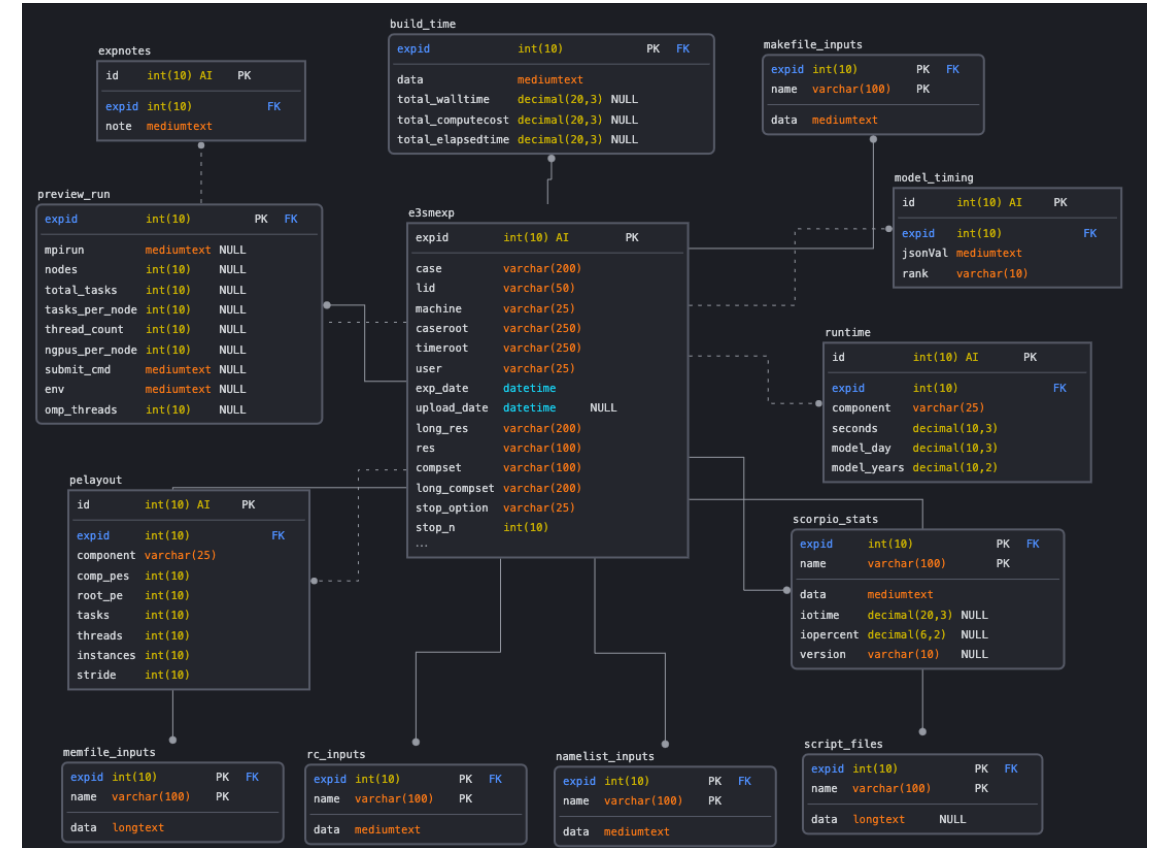 build_time
expid int(10) PK FK
data mediumtext
total_walltime decimal(20,3) NULL
total_computecost decimal(20,3) NULL
total_elapsedtime decimal(20,3) NULL
expnotes
id int(10) AI PK
expid int(10) FK
note mediumtext
makefile_inputs
expid int(10) PK FK
name varchar(100) PK
data mediumtext
preview_run
expid int(10) PK FK
mpirun mediumtext NULL
nodes int(10) NULL
total_tasks int(10) NULL
tasks_per_node int(10) NULL
thread_count int(10) NULL
ngpus_per_node int(10) NULL
submit_cmd mediumtext NULL
env mediumtext NULL
omp_threads int(10) NULL
e3smexp
expid int(10) AI PK
case varchar(200)
lid varchar(50)
machine varchar(25)
caseroot varchar(250)
timeroot varchar(250)
user varchar(25)
exp_date datetime
upload_date datetime NULL
long_res varchar(200)
res varchar(100)
compset varchar(100)
long_compset varchar(200)
stop_option varchar(25)
stop_n int(10)
...
model_timing
id int(10) AI PK
expid int(10) FK
jsonVal mediumtext
rank varchar(10)
runtime
id int(10) AI PK
expid int(10) FK
component varchar(25)
seconds decimal(10,3)
model_day decimal(10,3)
model_years decimal(10,2)
pelayout
id int(10) AI PK
expid int(10) FK
component varchar(25)
comp_pes int(10)
root_pe int(10)
tasks int(10)
threads int(10)
instances int(10)
stride int(10)
scorpio_stats
expid int(10) PK FK
name varchar(100) PK
data mediumtext
iotime decimal(20,3) NULL
iopercent decimal(6,2) NULL
version varchar(10) NULL
memfile_inputs
expid int(10) PK FK
name varchar(100) PK
data longtext
rc_inputs
expid int(10) PK FK
name varchar(100) PK
data mediumtext
namelist_inputs
expid int(10) PK FK
name varchar(100) PK
data mediumtext
script_files
expid int(10) PK FK
name varchar(100) PK
data longtext NULL